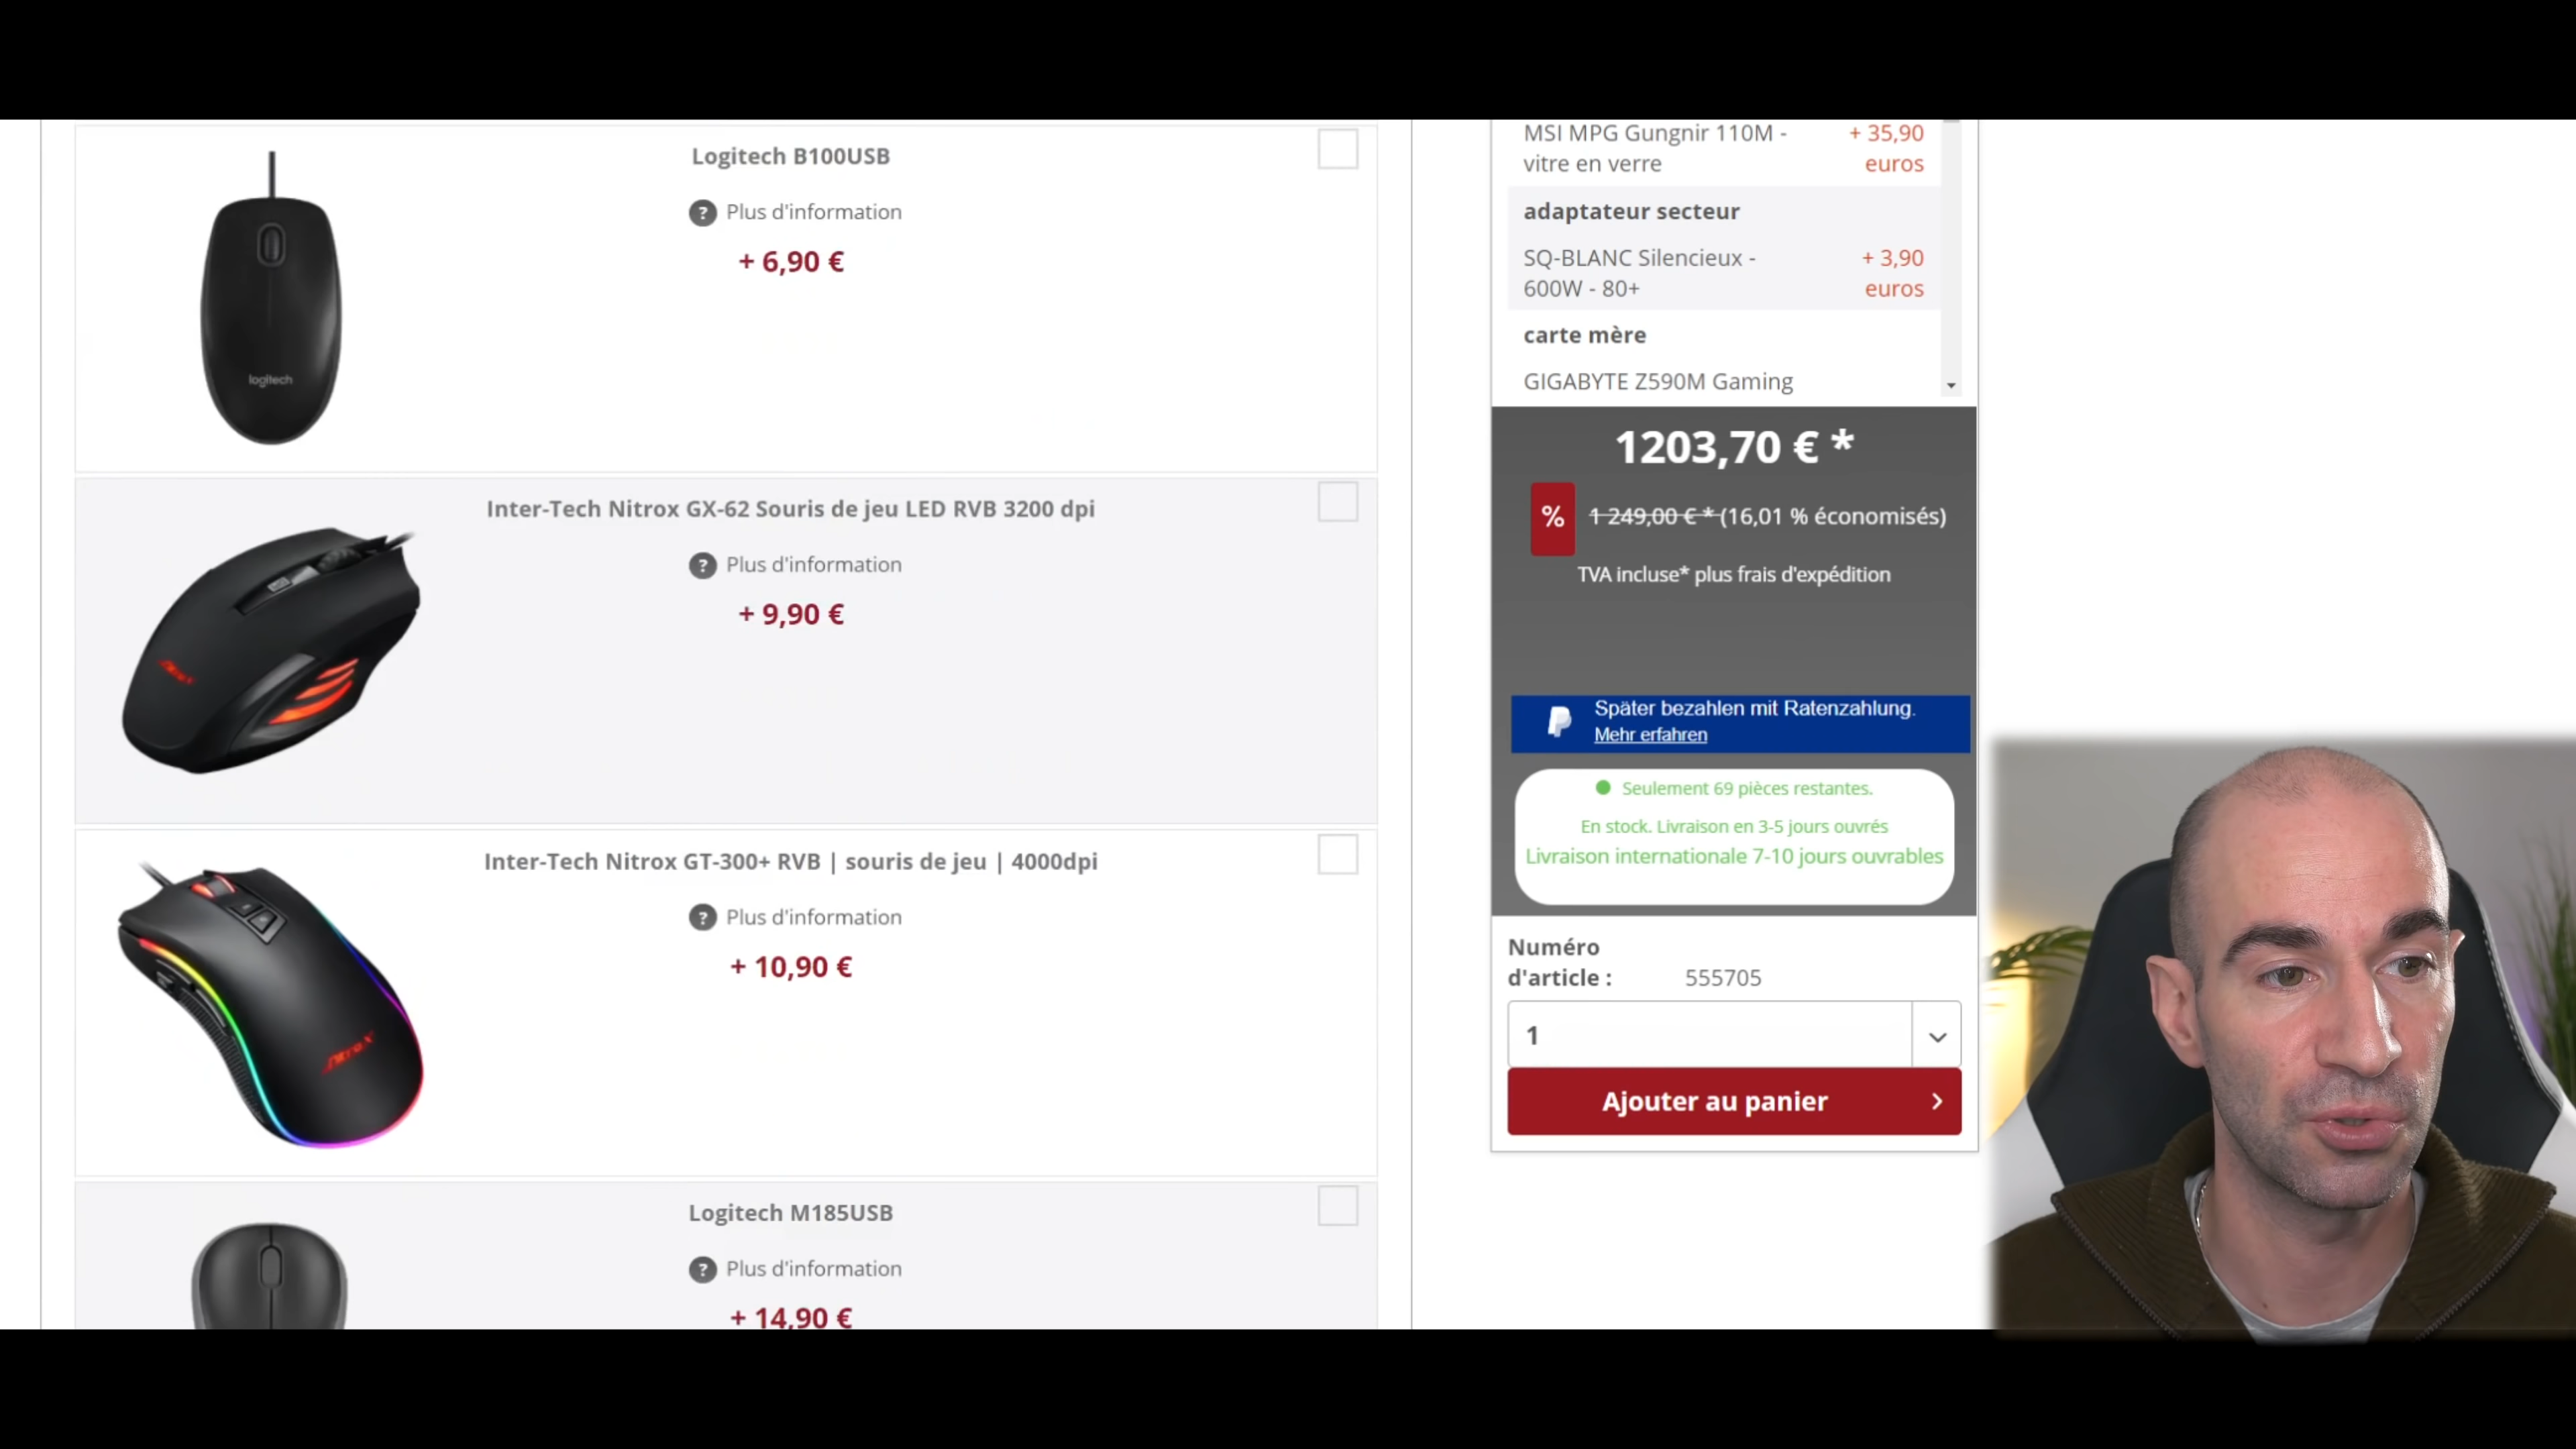 Logitech B100USB
? Plus d'information
+ 6,90 €
logitech
Inter-Tech Nitrox GX-62 Souris de jeu LED RVB 3200 dpi
? Plus d'information
+ 9,90 €
Inter-Tech Nitrox GT-300+ RVB | souris de jeu | 4000dpi
? Plus d'information
+ 10,90 €
Logitech M185USB
? Plus d'information
+ 14,90 €
MSI MPG Gungnir 110M - + 35,90
vitre en verre euros
adaptateur secteur
SQ-BLANC Silencieux - + 3,90
600W - 80+ euros
carte mère
GIGABYTE Z590M Gaming
1203,70 € *
% 1 249,00 € * (16,01 % économisés)
TVA incluse* plus frais d'expédition
Später bezahlen mit Ratenzahlung.
Mehr erfahren
Seulement 69 pièces restantes.
En stock. Livraison en 3-5 jours ouvrés
Livraison internationale 7-10 jours ouvrables
Numéro
d'article : 555705
1
Ajouter au panier